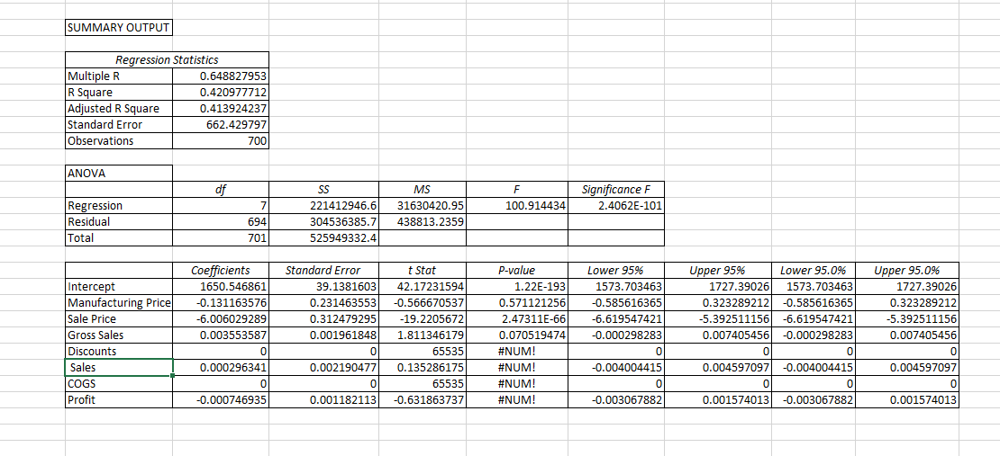 SUMMARY OUTPUT
Regression Statistics
Multiple R 0.648827953
R Square 0.420977712
Adjusted R Square 0.413924237
Standard Error 662.429797
Observations 700
ANOVA
df SS MS F Significance F
Regression 7 221412946.6 31630420.95 100.914434 2.4062E-101
Residual 694 304536385.7 438813.2359
Total 701 525949332.4
Coefficients Standard Error t Stat P-value Lower 95% Upper 95% Lower 95.0% Upper 95.0%
Intercept 1650.546861 39.1381603 42.17231594 1.22E-193 1573.703463 1727.39026 1573.703463 1727.39026
Manufacturing Price -0.131163576 0.231463553 -0.566670537 0.571121256 -0.585616365 0.323289212 -0.585616365 0.323289212
Sale Price -6.006029289 0.312479295 -19.2205672 2.47311E-66 -6.619547421 -5.392511156 -6.619547421 -5.392511156
Gross Sales 0.003553587 0.001961848 1.811346179 0.070519474 -0.000298283 0.007405456 -0.000298283 0.007405456
Discounts 0 0 65535 #NUM! 0 0 0 0
Sales 0.000296341 0.002190477 0.135286175 #NUM! -0.004004415 0.004597097 -0.004004415 0.004597097
COGS 0 0 65535 #NUM! 0 0 0 0
Profit -0.000746935 0.001182113 -0.631863737 #NUM! -0.003067882 0.001574013 -0.003067882 0.001574013